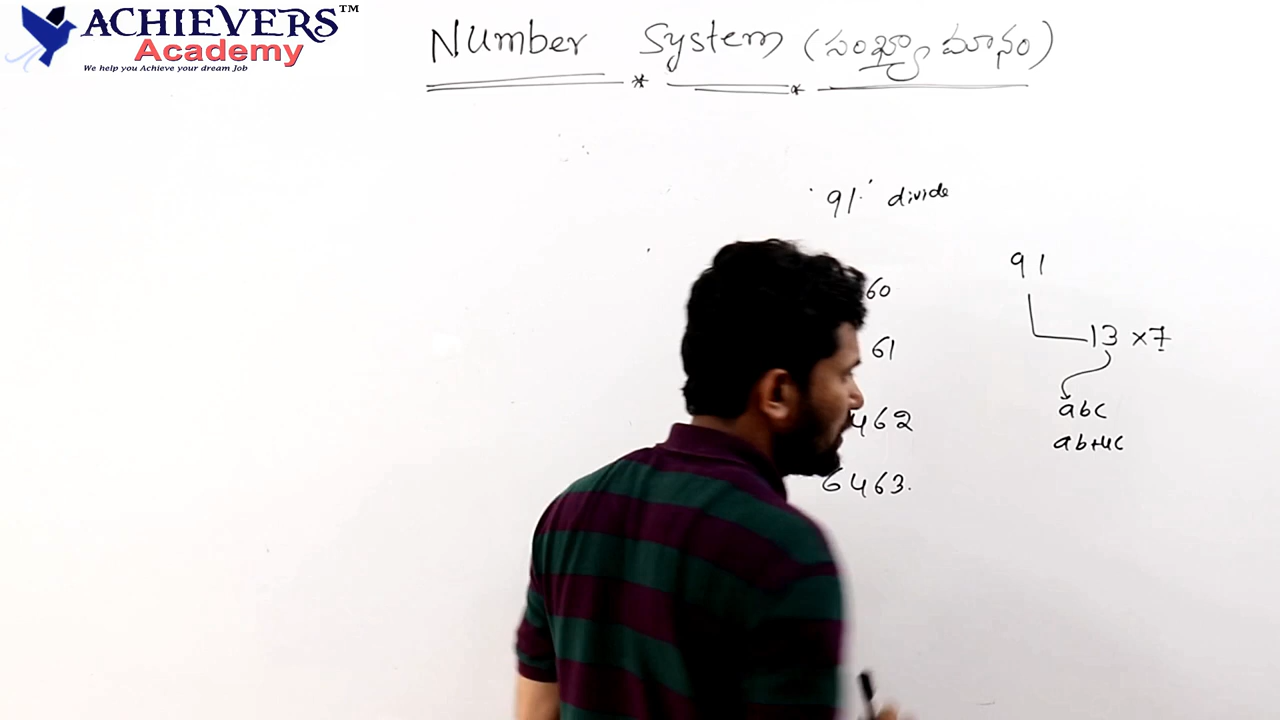 ACHIEVERS™
Academy
We help you Achieve your dream Job
Number System (సంఖ్యా మానం)
91 divide
60
61
462
6463.
91
13 × 7
abc
ab+4c